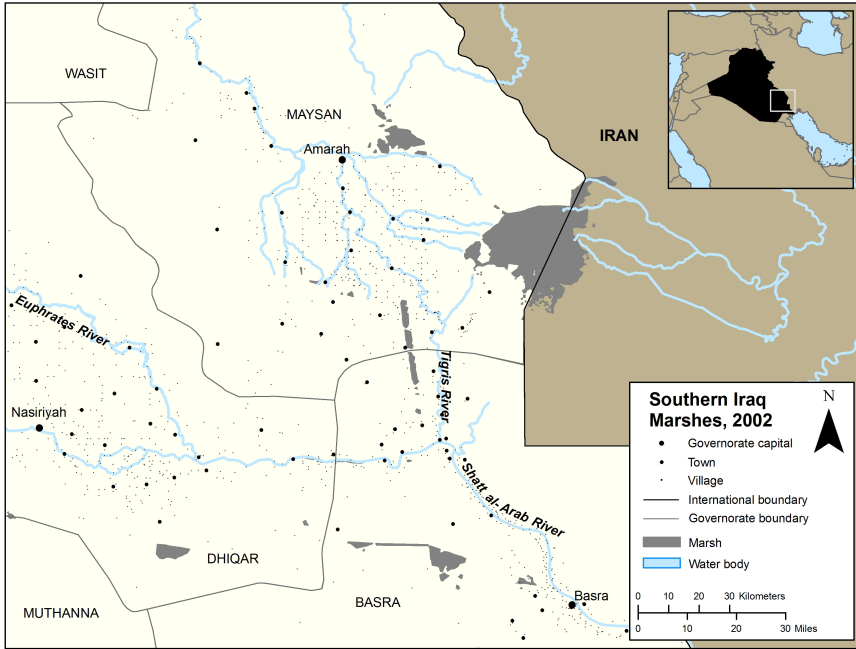 WASIT
MAYSAN
Amarah
IRAN
Euphrates River
Tigris River
Nasiriyah
Shatt al-Arab River
DHIQAR
BASRA
Basra
MUTHANNA
Southern Iraq
Marshes, 2002
N
Governorate capital
Town
Village
International boundary
Governorate boundary
Marsh
Water body
0 10 20 30 Kilometers
0 10 20 30 Miles